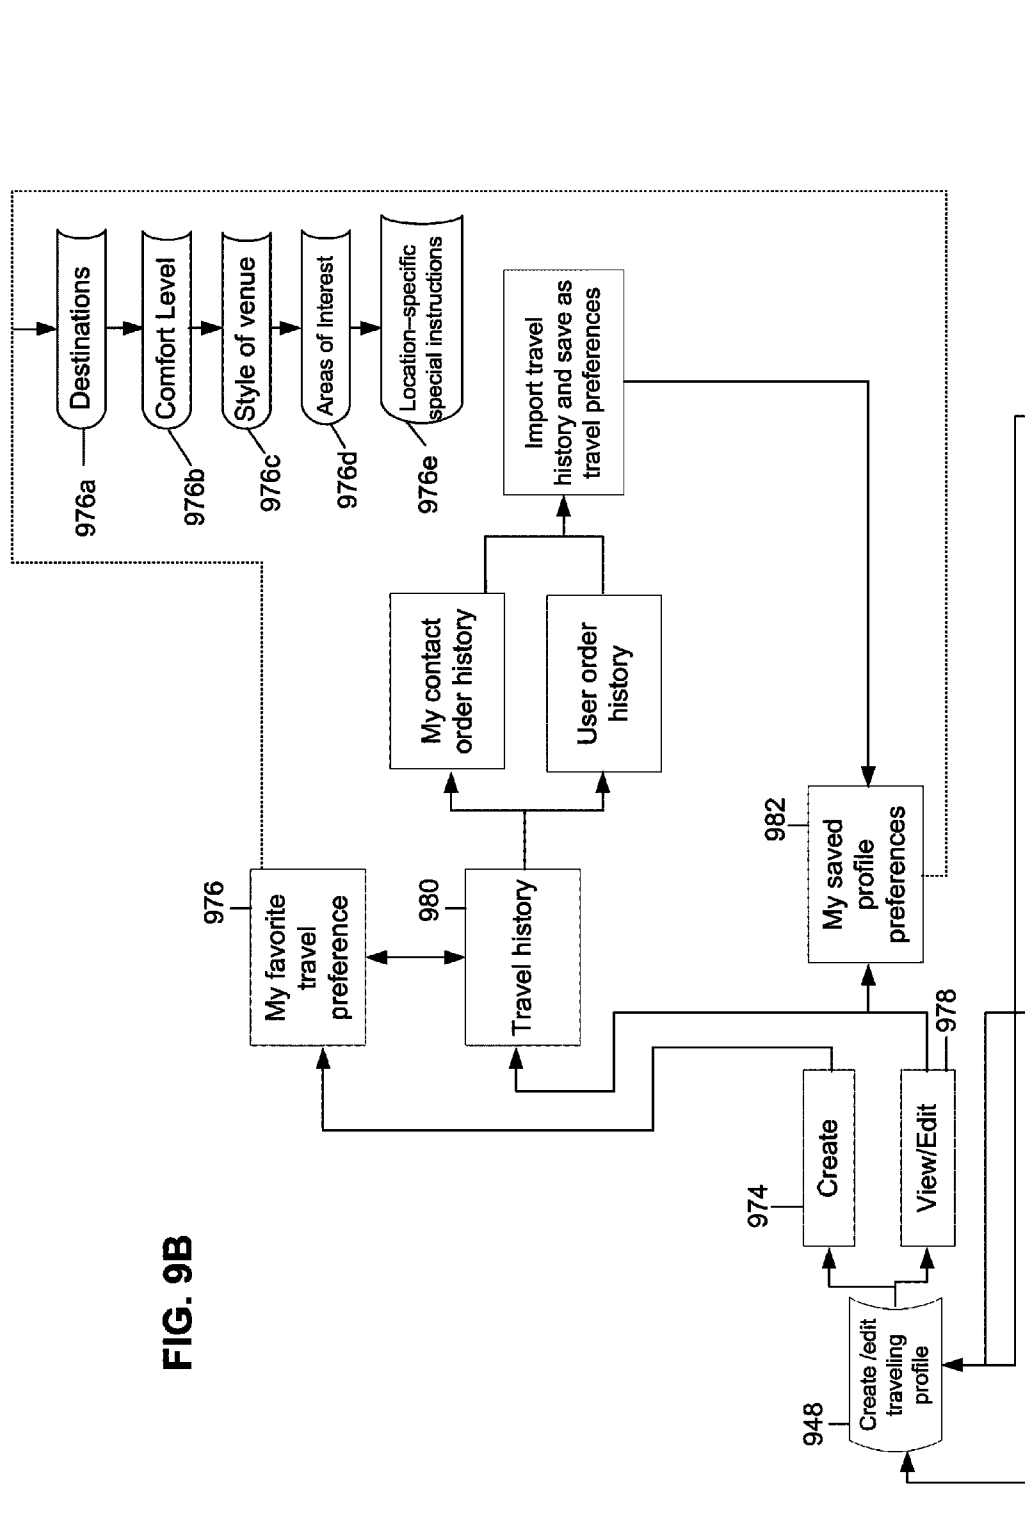 FIG. 9B
948
Create /edit
traveling
profile
974
Create
View/Edit
978
976
My favorite
travel
preference
980
Travel history
982
My saved
profile
preferences
My contact
order history
User order
history
Import travel
history and save as
travel preferences
976a
Destinations
976b
Comfort Level
976c
Style of venue
976d
Areas of Interest
976e
Location–specific
special instructions